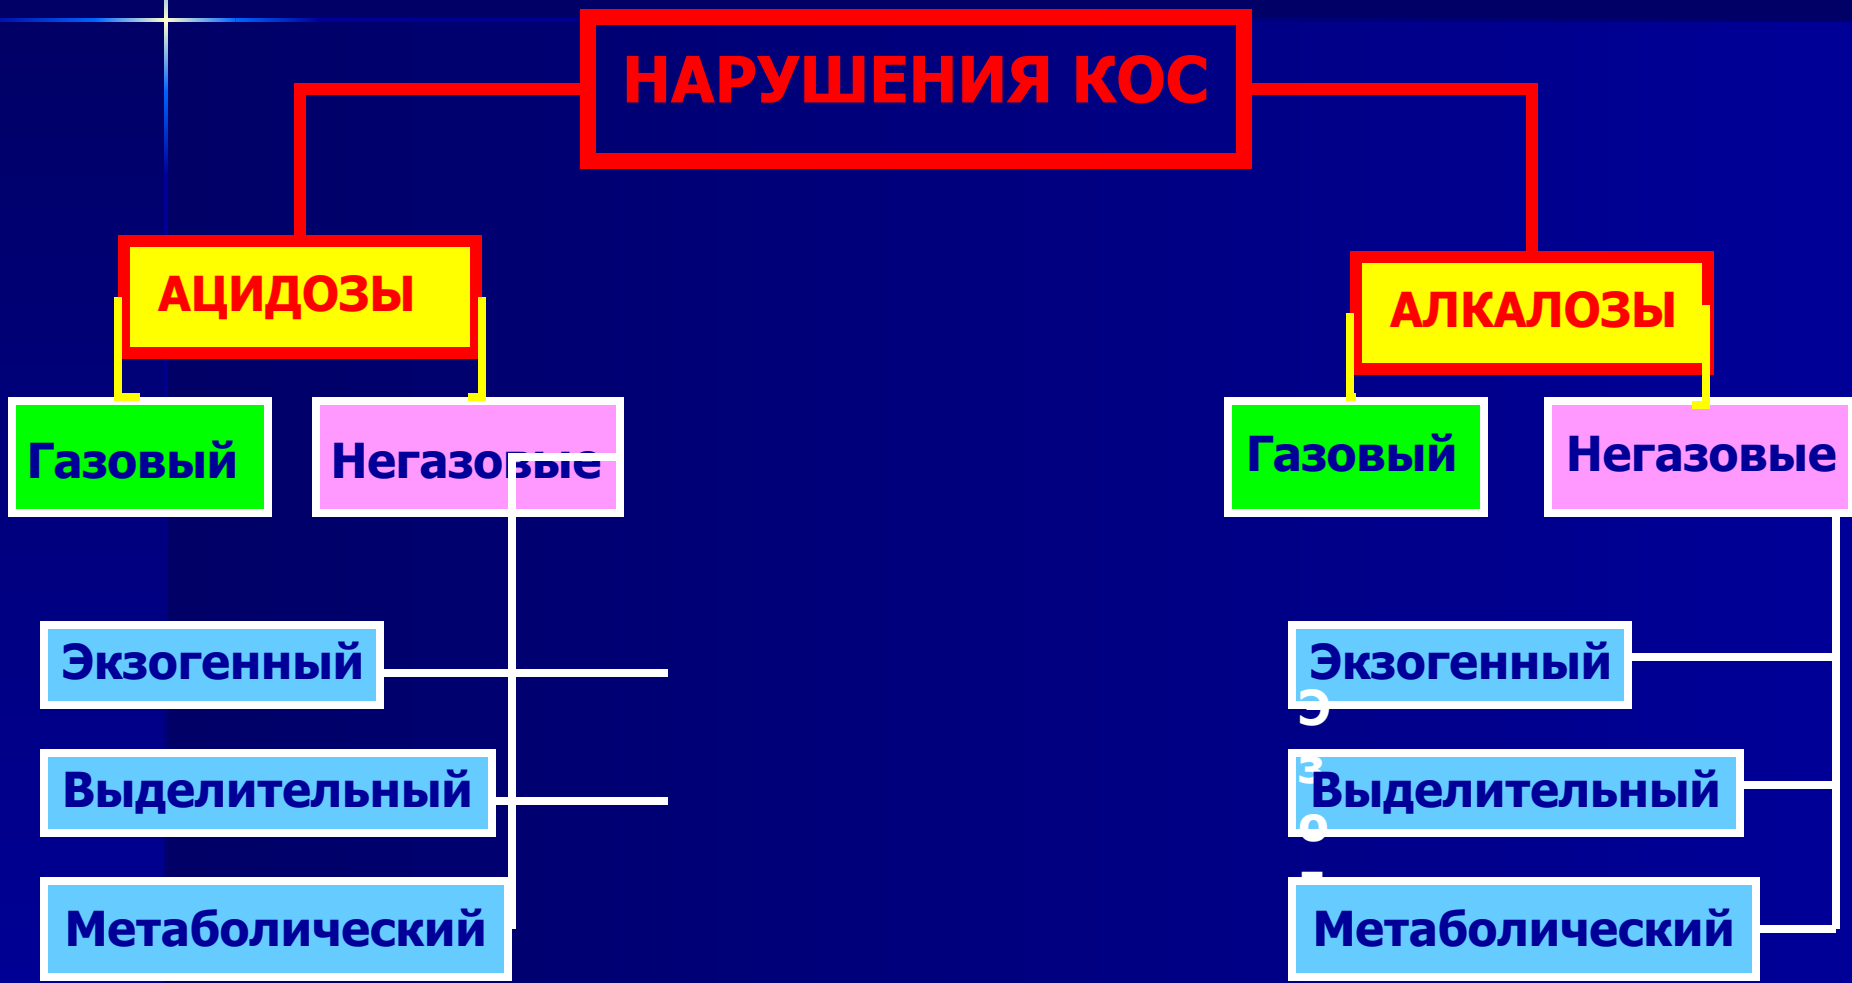 НАРУШЕНИЯ КОС
АЦИДОЗЫ
АЛКАЛОЗЫ
Газовый
Негазовые
Газовый
Негазовые
Экзогенный
Экзогенный
Э
з
Выделительный
Выделительный
о
Метаболический
Метаболический